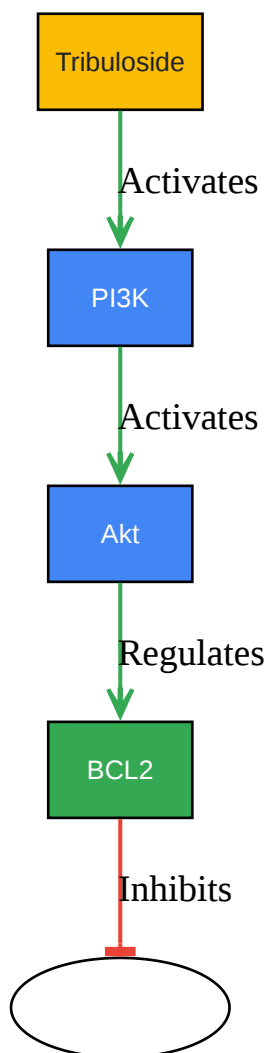 Tribuloside
Activates
PI3K
Activates
Akt
Regulates
BCL2
Inhibits